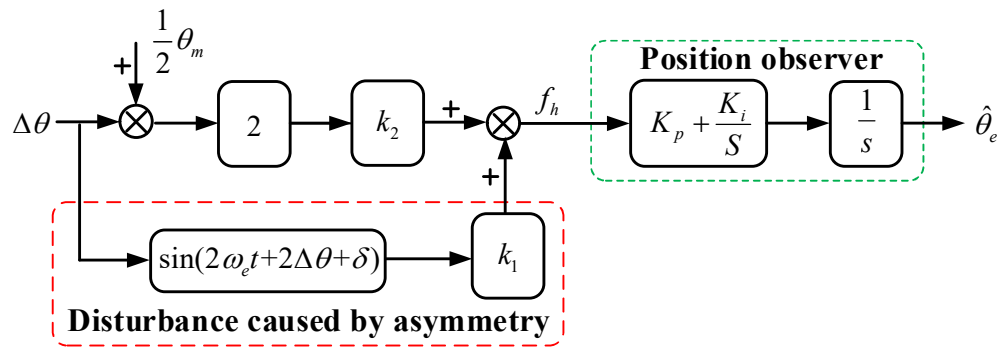 1/2 θ_m
+
Position observer
Δθ
2
k_2
+
f_h
K_p + K_i/S
1/s
θ̂_e
+
sin(2ω_e t+2Δθ+δ)
k_1
Disturbance caused by asymmetry